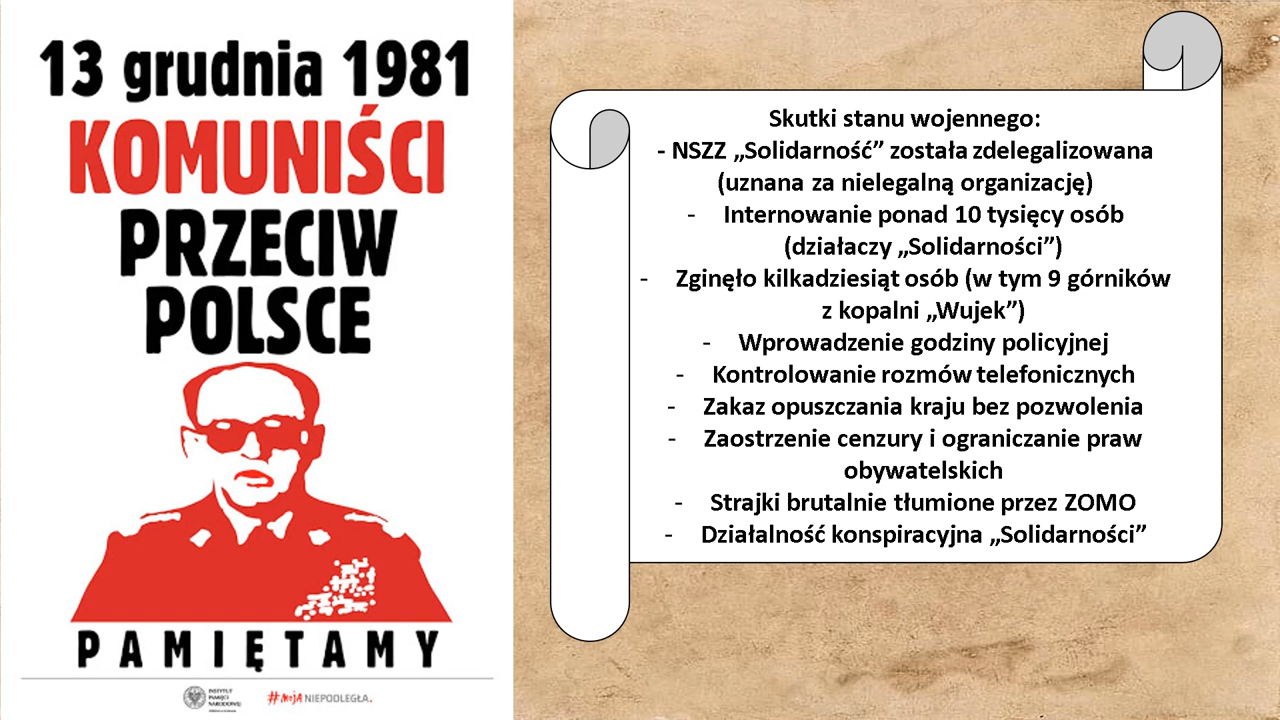 13 grudnia 1981
KOMUNIŚCI
PRZECIW
POLSCE
PAMIĘTAMY
INSTYTUT
PAMIĘCI
NARODOWEJ
#MOJANIEPODLEGŁA.
Skutki stanu wojennego:
- NSZZ „Solidarność” została zdelegalizowana
(uznana za nielegalną organizację)
- Internowanie ponad 10 tysięcy osób
(działaczy „Solidarności”)
- Zginęło kilkadziesiąt osób (w tym 9 górników
z kopalni „Wujek”)
- Wprowadzenie godziny policyjnej
- Kontrolowanie rozmów telefonicznych
- Zakaz opuszczania kraju bez pozwolenia
- Zaostrzenie cenzury i ograniczanie praw
obywatelskich
- Strajki brutalnie tłumione przez ZOMO
- Działalność konspiracyjna „Solidarności”